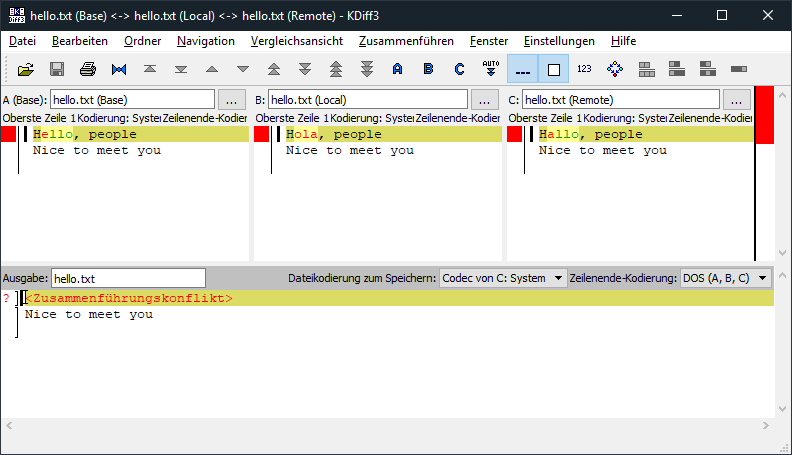 hello.txt (Base) <-> hello.txt (Local) <-> hello.txt (Remote) - KDiff3
Datei Bearbeiten Ordner Navigation Vergleichsansicht Zusammenführen Fenster Einstellungen Hilfe
A B C AUTO 123
A (Base): hello.txt (Base) ... B: hello.txt (Local) ... C: hello.txt (Remote) ...
Oberste Zeile 1 Kodierung: System Zeilenende-Kodier Oberste Zeile 1 Kodierung: System Zeilenende-Kodier Oberste Zeile 1 Kodierung: System Zeilenende-Kodier
Hello, people Hola, people Hallo, people
Nice to meet you Nice to meet you Nice to meet you
Ausgabe: hello.txt Dateikodierung zum Speichern: Codec von C: System Zeilenende-Kodierung: DOS (A, B, C)
? <Zusammenführungskonflikt>
Nice to meet you